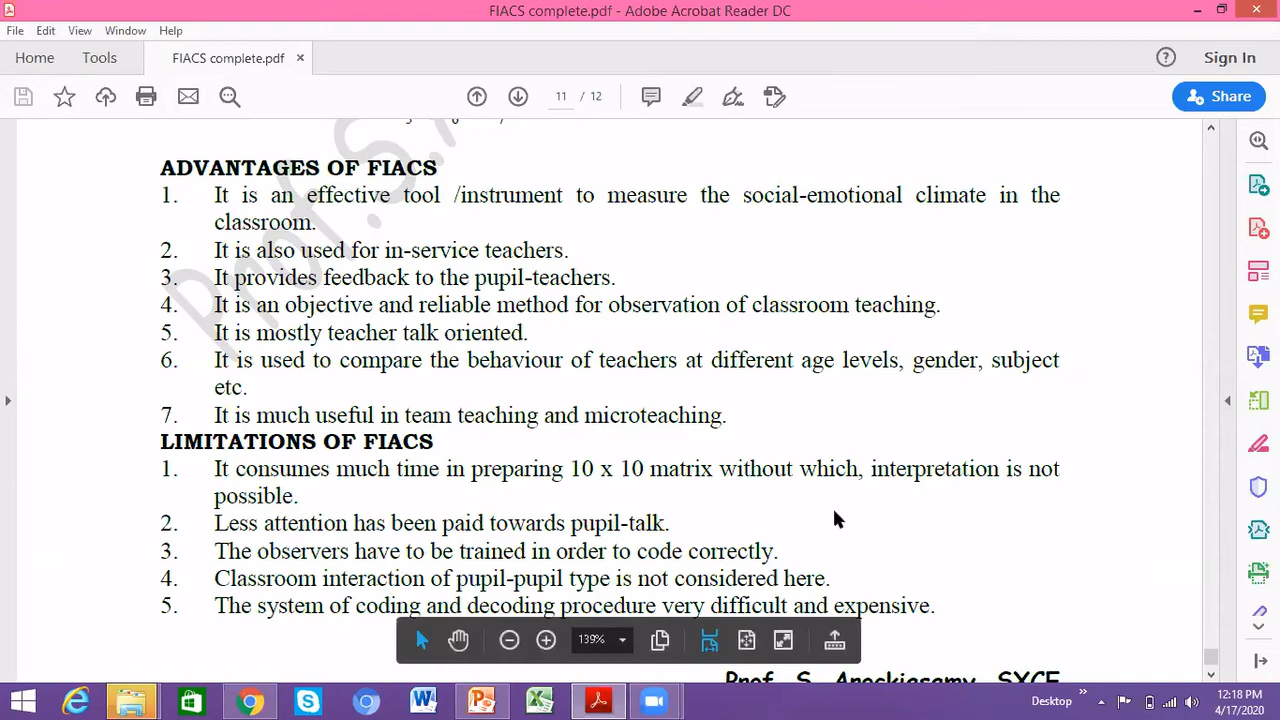 FIACS complete.pdf - Adobe Acrobat Reader DC
File Edit View Window Help
Home Tools FIACS complete.pdf × Sign In
11 / 12 Share
ADVANTAGES OF FIACS
1. It is an effective tool /instrument to measure the social-emotional climate in the
classroom.
2. It is also used for in-service teachers.
3. It provides feedback to the pupil-teachers.
4. It is an objective and reliable method for observation of classroom teaching.
5. It is mostly teacher talk oriented.
6. It is used to compare the behaviour of teachers at different age levels, gender, subject
etc.
7. It is much useful in team teaching and microteaching.
LIMITATIONS OF FIACS
1. It consumes much time in preparing 10 x 10 matrix without which, interpretation is not
possible.
2. Less attention has been paid towards pupil-talk.
3. The observers have to be trained in order to code correctly.
4. Classroom interaction of pupil-pupil type is not considered here.
5. The system of coding and decoding procedure very difficult and expensive.
139%
Prof. S. Arockiasamy, SXCE
Prof.S.
Desktop 12:18 PM
4/17/2020